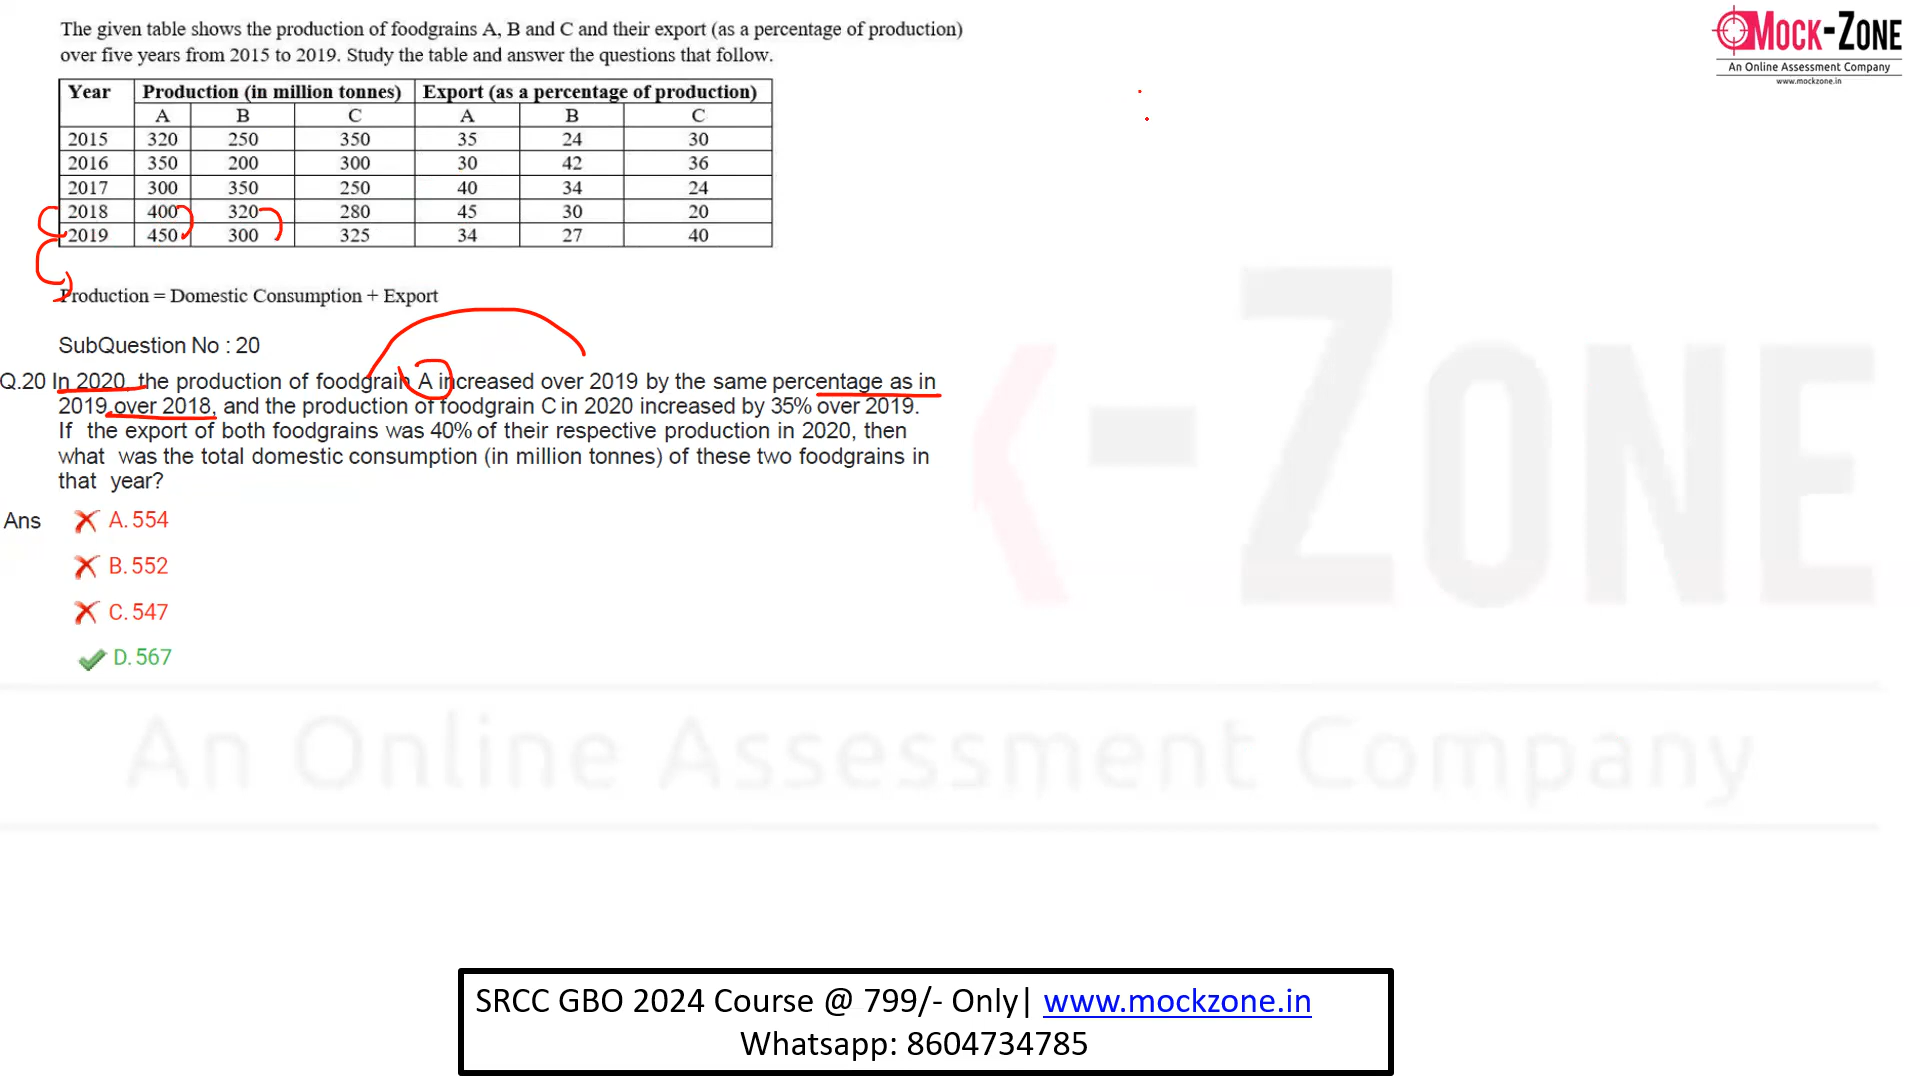 The given table shows the production of foodgrains A, B and C and their export (as a percentage of production)
over five years from 2015 to 2019. Study the table and answer the questions that follow.
Year Production (in million tonnes) Export (as a percentage of production)
A B C A B C
2015 320 250 350 35 24 30
2016 350 200 300 30 42 36
2017 300 350 250 40 34 24
2018 400 320 280 45 30 20
2019 450 300 325 34 27 40
Production = Domestic Consumption + Export
SubQuestion No : 20
Q.20 In 2020, the production of foodgrain A increased over 2019 by the same percentage as in
2019 over 2018, and the production of foodgrain C in 2020 increased by 35% over 2019.
If the export of both foodgrains was 40% of their respective production in 2020, then
what was the total domestic consumption (in million tonnes) of these two foodgrains in
that year?
Ans A. 554
B. 552
C. 547
D. 567
MOCK-ZONE
An Online Assessment Company
www.mockzone.in
K-ZONE
An Online Assessment Company
SRCC GBO 2024 Course @ 799/- Only| www.mockzone.in
Whatsapp: 8604734785